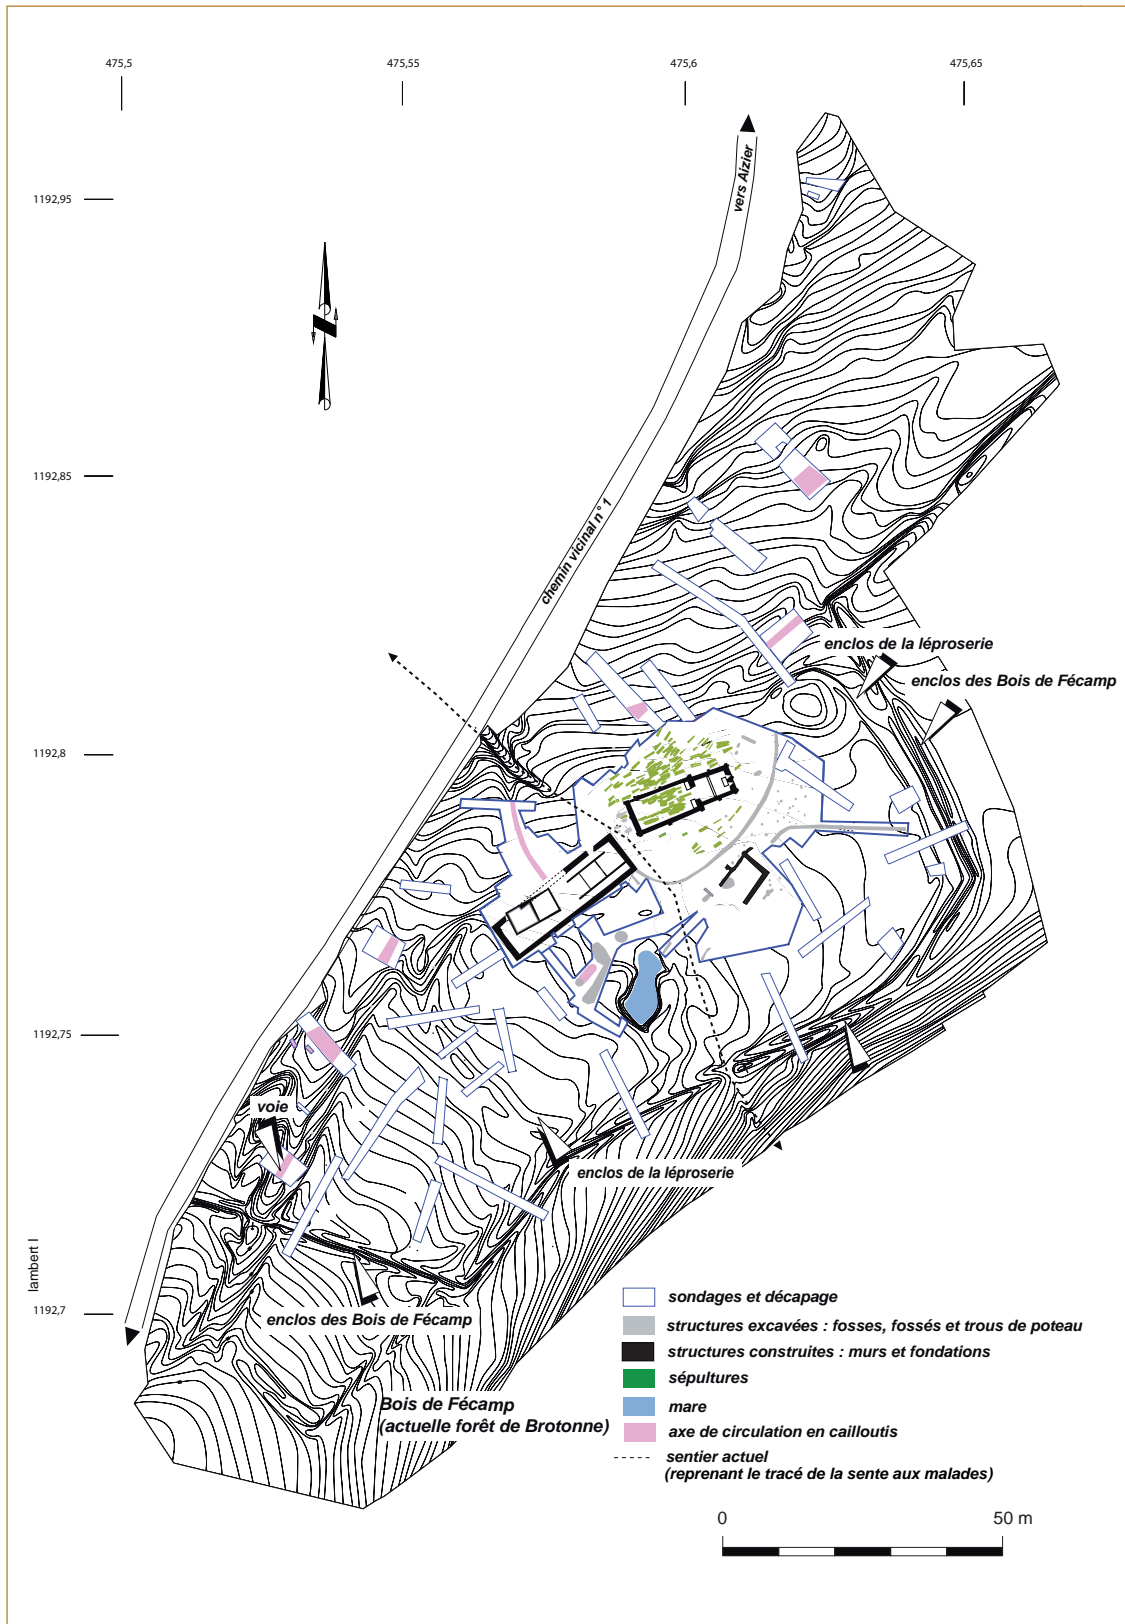 475,5
475,55
475,6
475,65
1192,95
1192,85
1192,8
1192,75
1192,7
lambert I
vers Aizier
chemin vicinal n° 1
enclos de la léproserie
enclos des Bois de Fécamp
voie
enclos de la léproserie
enclos des Bois de Fécamp
Bois de Fécamp
(actuelle forêt de Brotonne)
sondages et décapage
structures excavées : fosses, fossés et trous de poteau
structures construites : murs et fondations
sépultures
mare
axe de circulation en cailloutis
sentier actuel
(reprenant le tracé de la sente aux malades)
0
50 m